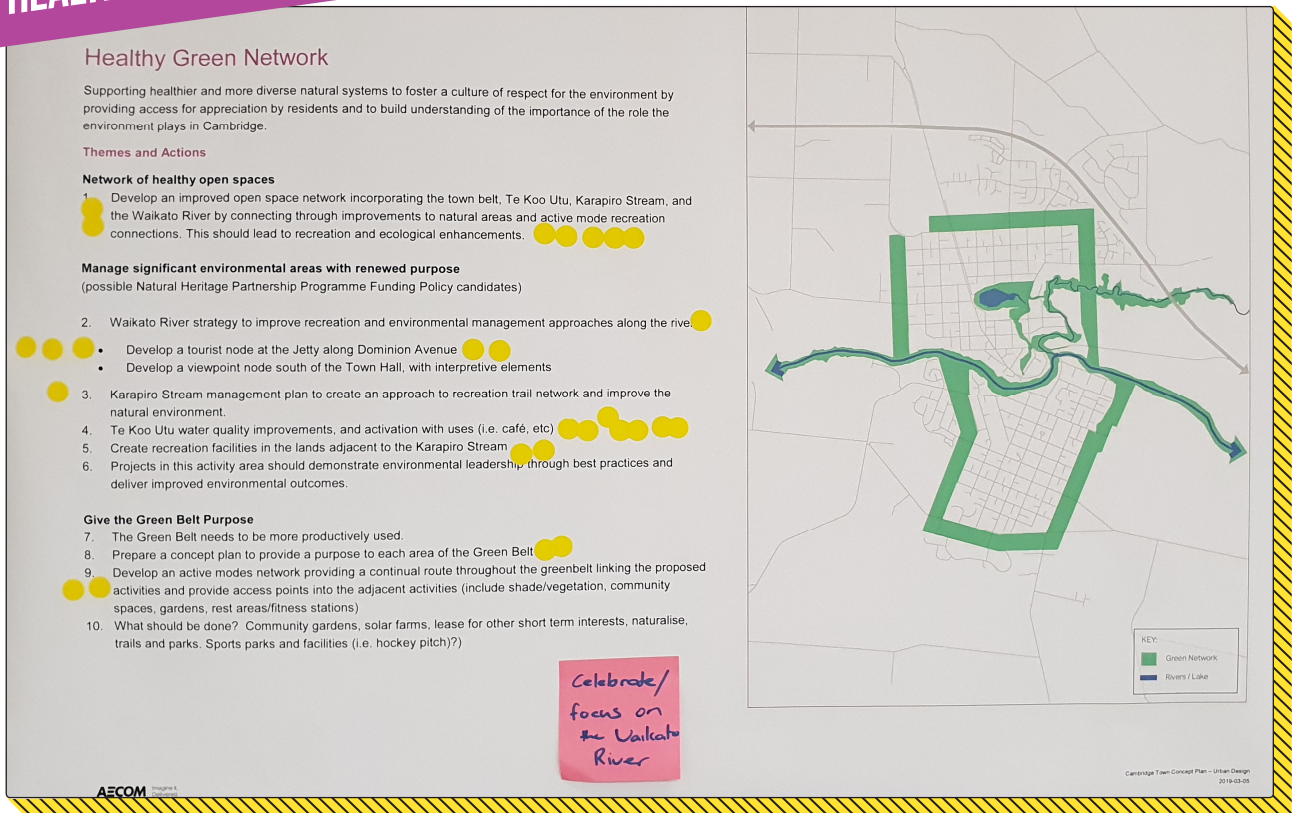 Healthy Green Network
Supporting healthier and more diverse natural systems to foster a culture of respect for the environment by
providing access for appreciation by residents and to build understanding of the importance of the role the
environment plays in Cambridge.
Themes and Actions
Network of healthy open spaces
1. Develop an improved open space network incorporating the town belt, Te Koo Utu, Karapiro Stream, and
the Waikato River by connecting through improvements to natural areas and active mode recreation
connections. This should lead to recreation and ecological enhancements.
Manage significant environmental areas with renewed purpose
(possible Natural Heritage Partnership Programme Funding Policy candidates)
2. Waikato River strategy to improve recreation and environmental management approaches along the river.
• Develop a tourist node at the Jetty along Dominion Avenue
• Develop a viewpoint node south of the Town Hall, with interpretive elements
3. Karapiro Stream management plan to create an approach to recreation trail network and improve the
natural environment.
4. Te Koo Utu water quality improvements, and activation with uses (i.e. café, etc)
5. Create recreation facilities in the lands adjacent to the Karapiro Stream
6. Projects in this activity area should demonstrate environmental leadership through best practices and
deliver improved environmental outcomes.
Give the Green Belt Purpose
7. The Green Belt needs to be more productively used.
8. Prepare a concept plan to provide a purpose to each area of the Green Belt
9. Develop an active modes network providing a continual route throughout the greenbelt linking the proposed
activities and provide access points into the adjacent activities (include shade/vegetation, community
spaces, gardens, rest areas/fitness stations)
10. What should be done? Community gardens, solar farms, lease for other short term interests, naturalise,
trails and parks. Sports parks and facilities (i.e. hockey pitch)?)
Celebrate/
focus on
the Waikato
River
AECOM Imagine it.
Delivered.
KEY:
Green Network
Rivers / Lake
Cambridge Town Concept Plan – Urban Design
2019-03-05